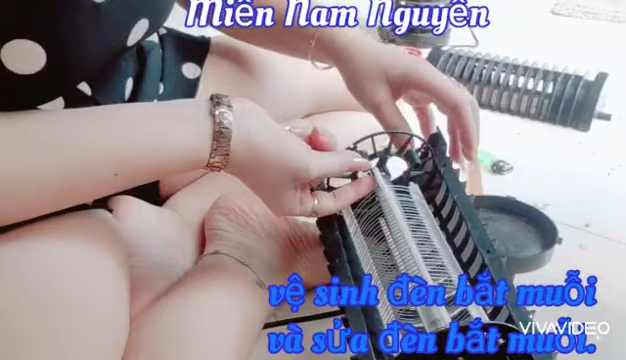 Miền Nam Nguyễn
vệ sinh đèn bắt muỗi
và sửa đèn bắt muỗi.
VIVAVIDEO